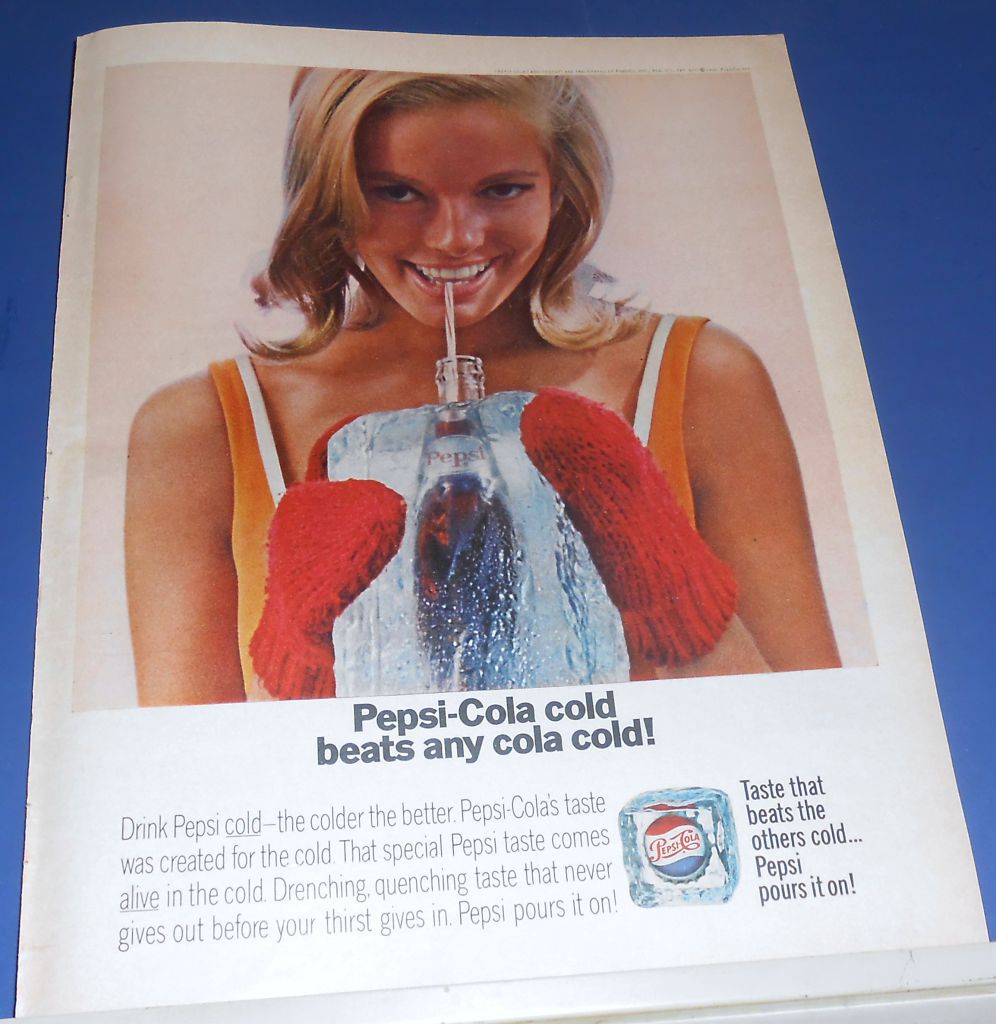 Pepsi
Pepsi-Cola cold
beats any cola cold!
Drink Pepsi cold—the colder the better. Pepsi-Cola's taste
was created for the cold. That special Pepsi taste comes
alive in the cold. Drenching, quenching taste that never
gives out before your thirst gives in. Pepsi pours it on!
PEPSI-COLA
Taste that
beats the
others cold...
Pepsi
pours it on!